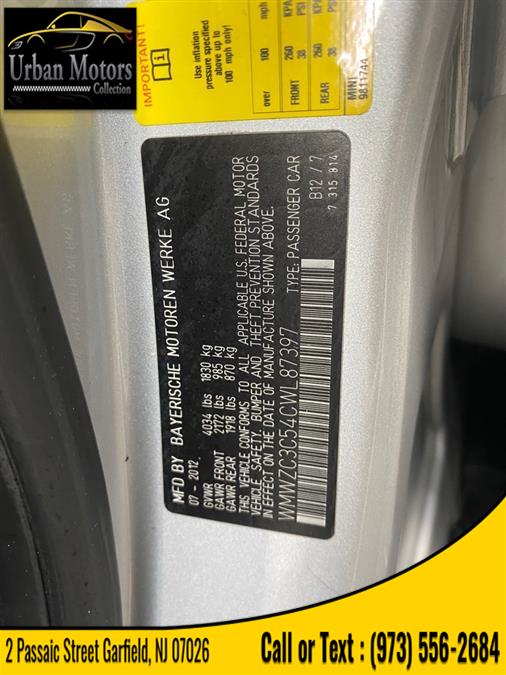 Urban Motors
Collection
IMPORTANT!
Use inflation
pressure specified
above up to
100 mph only!
over 100 mph
KPA
PSI
FRONT 260 38
KPA
PSI
REAR 260 38
MINI
9811744
MFD BY BAYERISCHE MOTOREN WERKE AG
07 - 2012
GVWR 4034 lbs 1830 kg
GAWR FRONT 2172 lbs 985 kg
GAWR REAR 1918 lbs 870 kg
THIS VEHICLE CONFORMS TO ALL APPLICABLE U.S. FEDERAL MOTOR
VEHICLE SAFETY, BUMPER AND THEFT PREVENTION STANDARDS
IN EFFECT ON THE DATE OF MANUFACTURE SHOWN ABOVE.
WMWZC3C54CWL87397 TYPE: PASSENGER CAR
B12 / 7
7 315 814
2 Passaic Street Garfield, NJ 07026
Call or Text : (973) 556-2684